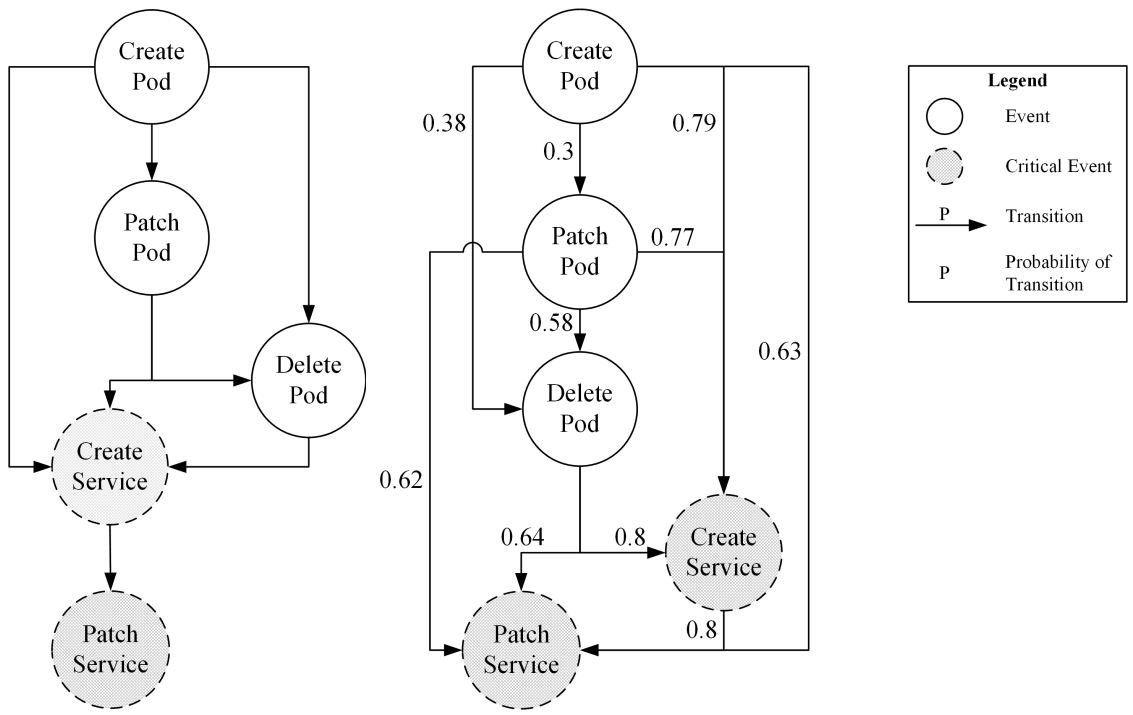 Create
Pod
Patch
Pod
Delete
Pod
Create
Service
Patch
Service
Create
Pod
0.38
0.79
0.3
Patch
Pod
0.77
0.58
0.63
Delete
Pod
0.62
0.64
0.8
Create
Service
0.8
Patch
Service
Legend
Event
Critical Event
P
Transition
P
Probability of
Transition